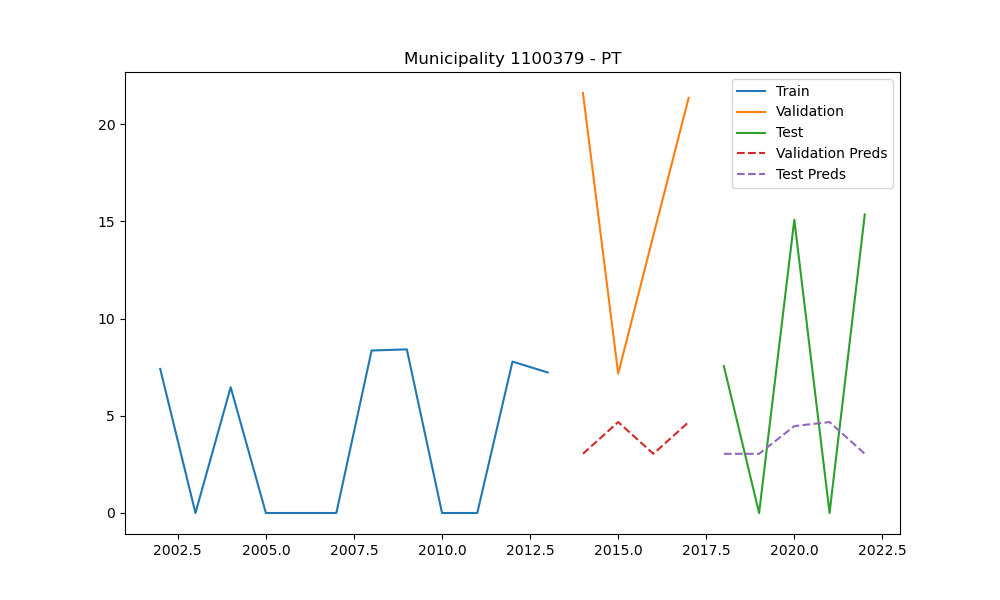 Municipality 1100379 - PT
Train
Validation
Test
Validation Preds
Test Preds
20
15
10
5
0
2002.5 2005.0 2007.5 2010.0 2012.5 2015.0 2017.5 2020.0 2022.5